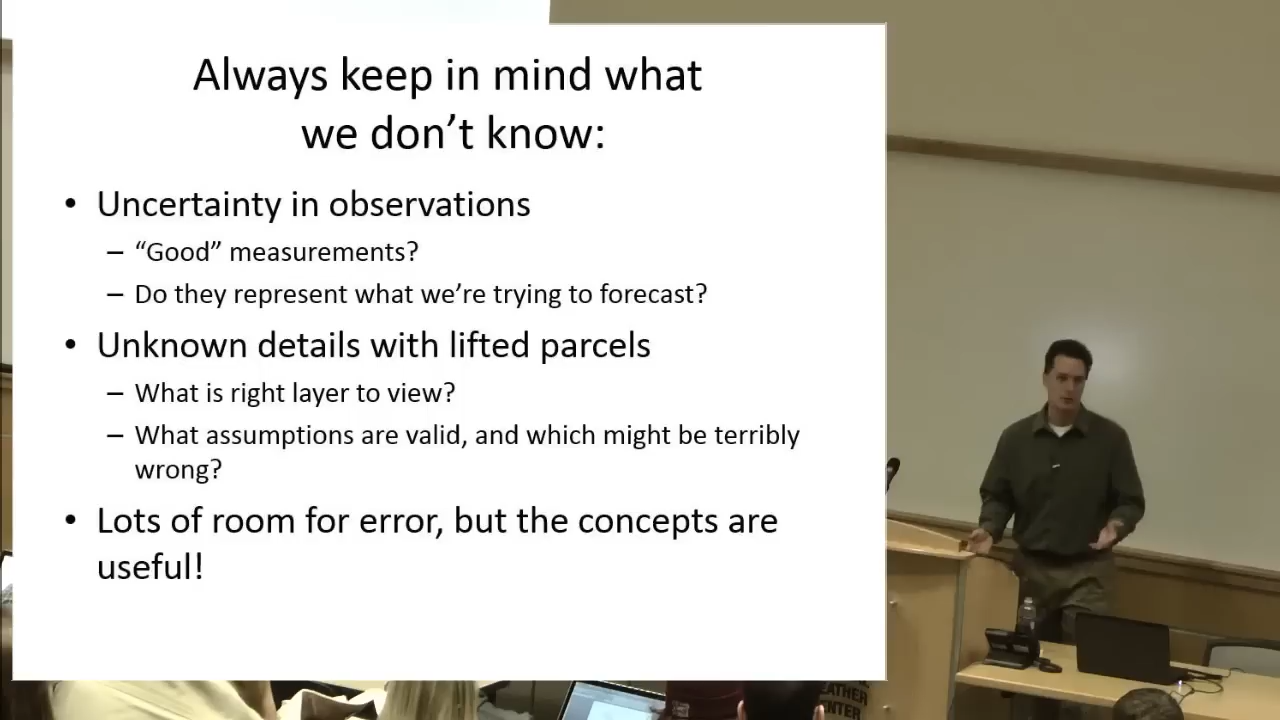 Always keep in mind what
we don’t know:
• Uncertainty in observations
– “Good” measurements?
– Do they represent what we’re trying to forecast?
• Unknown details with lifted parcels
– What is right layer to view?
– What assumptions are valid, and which might be terribly
wrong?
• Lots of room for error, but the concepts are
useful!